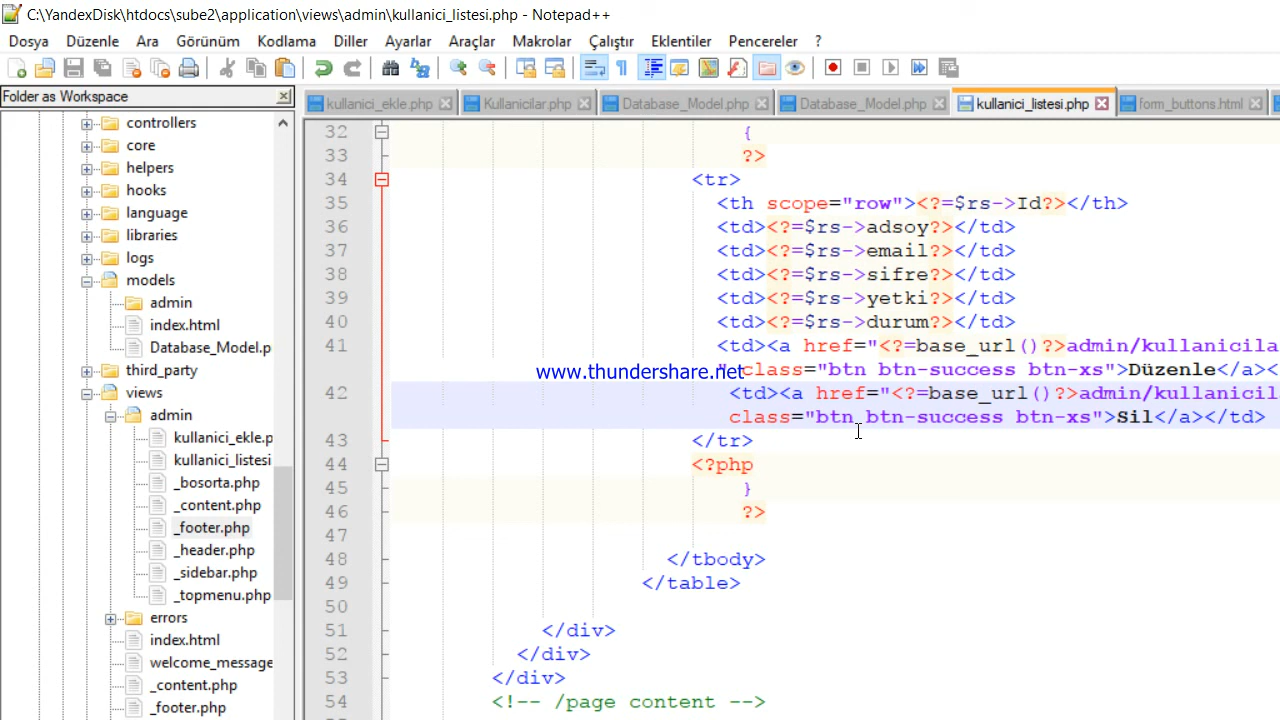 C:\YandexDisk\htdocs\sube2\application\views\admin\kullanici_listesi.php - Notepad++
Dosya Düzenle Ara Görünüm Kodlama Diller Ayarlar Araçlar Makrolar Çalıştır Eklentiler Pencereler ?
Folder as Workspace
kullanici_ekle.php Kullanicilar.php Database_Model.php Database_Model.php kullanici_listesi.php form_buttons.html
controllers
core
helpers
hooks
language
libraries
logs
models
admin
index.html
Database_Model.p
third_party
views
admin
kullanici_ekle.p
kullanici_listesi
_bosorta.php
_content.php
_footer.php
_header.php
_sidebar.php
_topmenu.php
errors
index.html
welcome_message
_content.php
_footer.php
32 {
33 ?>
34 <tr>
35 <th scope="row"><?=$rs->Id?></th>
36 <td><?=$rs->adsoy?></td>
37 <td><?=$rs->email?></td>
38 <td><?=$rs->sifre?></td>
39 <td><?=$rs->yetki?></td>
40 <td><?=$rs->durum?></td>
41 <td><a href="<?=base_url()?>admin/kullanicila
" class="btn btn-success btn-xs">Düzenle</a><
www.thundershare.net
42 <td><a href="<?=base_url()?>admin/kullanicil
class="btn btn-success btn-xs">Sil</a></td>
43 </tr>
44 <?php
45 }
46 ?>
47
48 </tbody>
49 </table>
50
51 </div>
52 </div>
53 </div>
54 <!-- /page content -->